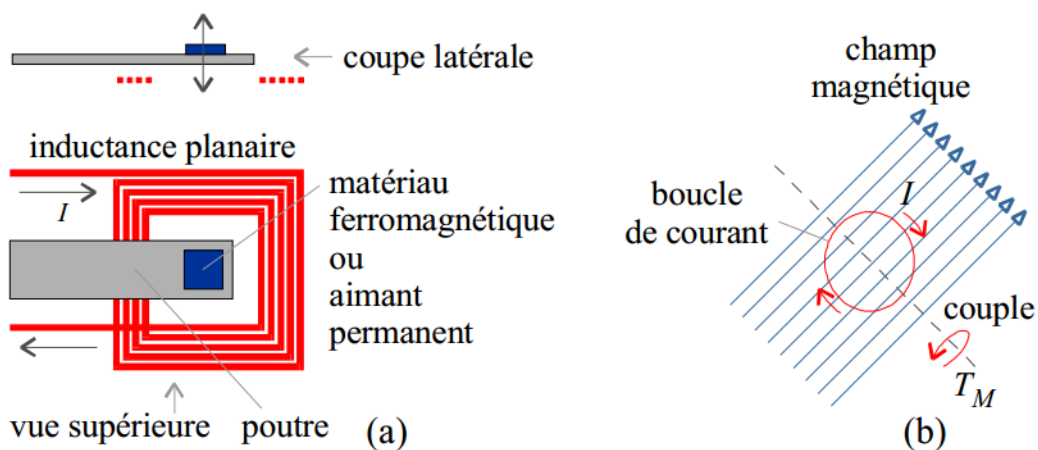 coupe latérale
inductance planaire
I
matériau
ferromagnétique
ou
aimant
permanent
vue supérieure
poutre
(a)
champ
magnétique
boucle
de courant
I
couple
T_M
(b)